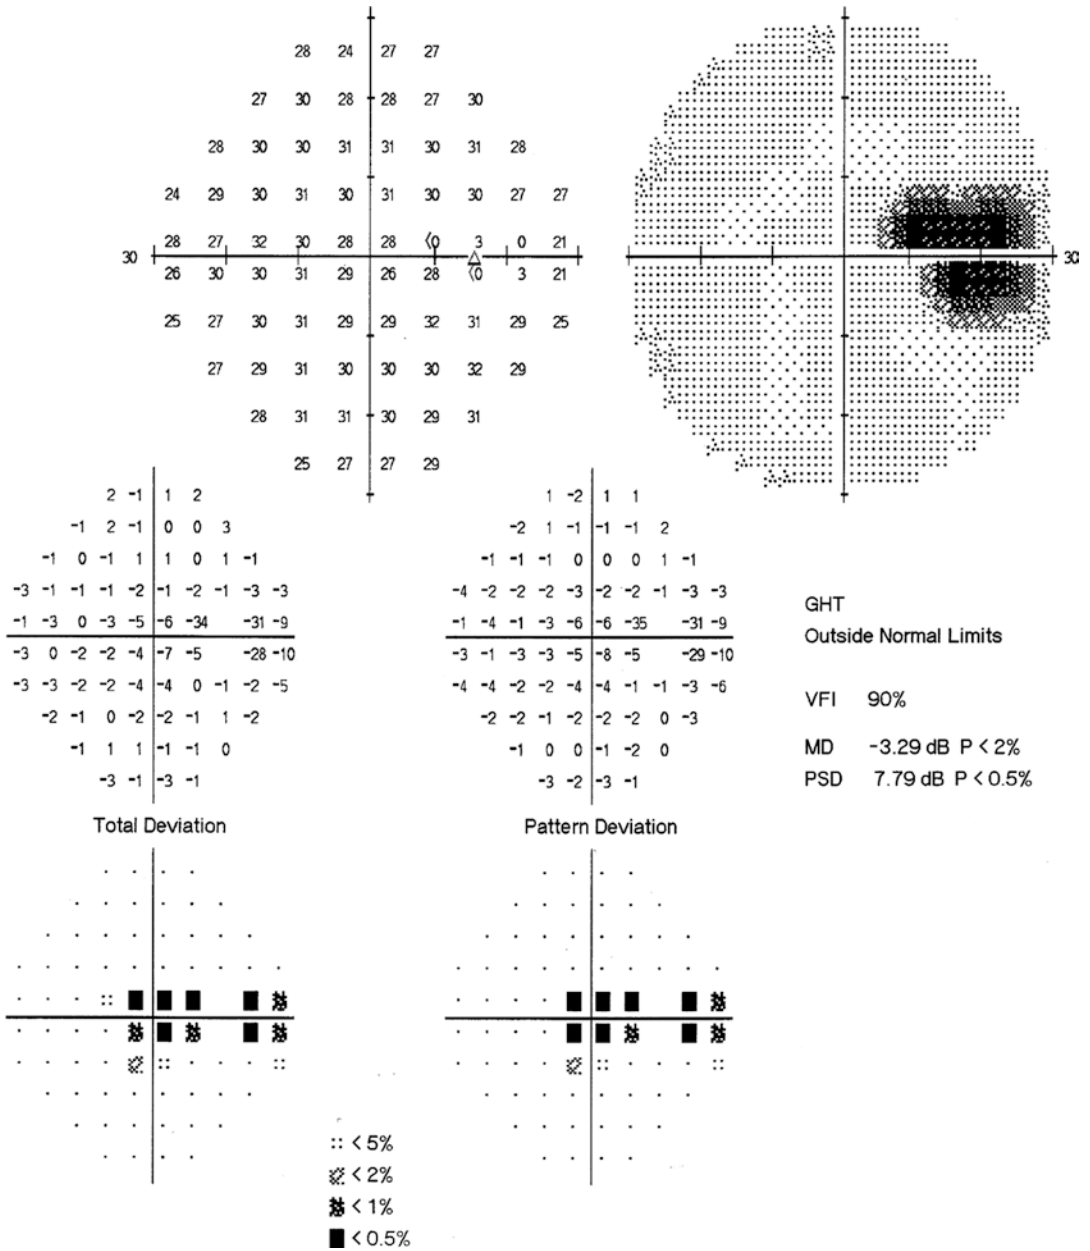 28 24 27 27
27 30 28 28 27 30
28 30 30 31 31 30 31 28
24 29 30 31 30 31 30 30 27 27
28 27 32 30 28 28 <0 3 0 21
30 30
26 30 30 31 29 26 28 <0 3 21
25 27 30 31 29 29 32 31 29 25
27 29 31 30 30 30 32 29
28 31 31 30 29 31
25 27 27 29
2 -1 1 2
-1 2 -1 0 0 3
-1 0 -1 1 1 0 1 -1
-3 -1 -1 -1 -2 -1 -2 -1 -3 -3
-1 -3 0 -3 -5 -6 -34 -31 -9
-3 0 -2 -2 -4 -7 -5 -28 -10
-3 -3 -2 -2 -4 -4 0 -1 -2 -5
-2 -1 0 -2 -2 -1 1 -2
-1 1 1 -1 -1 0
-3 -1 -3 -1
Total Deviation
1 -2 1 1
-2 1 -1 -1 -1 2
-1 -1 -1 0 0 0 1 -1
-4 -2 -2 -2 -3 -2 -2 -1 -3 -3
-1 -4 -1 -3 -6 -6 -35 -31 -9
-3 -1 -3 -3 -5 -8 -5 -29 -10
-4 -4 -2 -2 -4 -4 -1 -1 -3 -6
-2 -2 -1 -2 -2 -2 0 -3
-1 0 0 -1 -2 0
-3 -2 -3 -1
Pattern Deviation
GHT
Outside Normal Limits
VFI 90%
MD -3.29 dB P < 2%
PSD 7.79 dB P < 0.5%
< 5%
< 2%
< 1%
< 0.5%